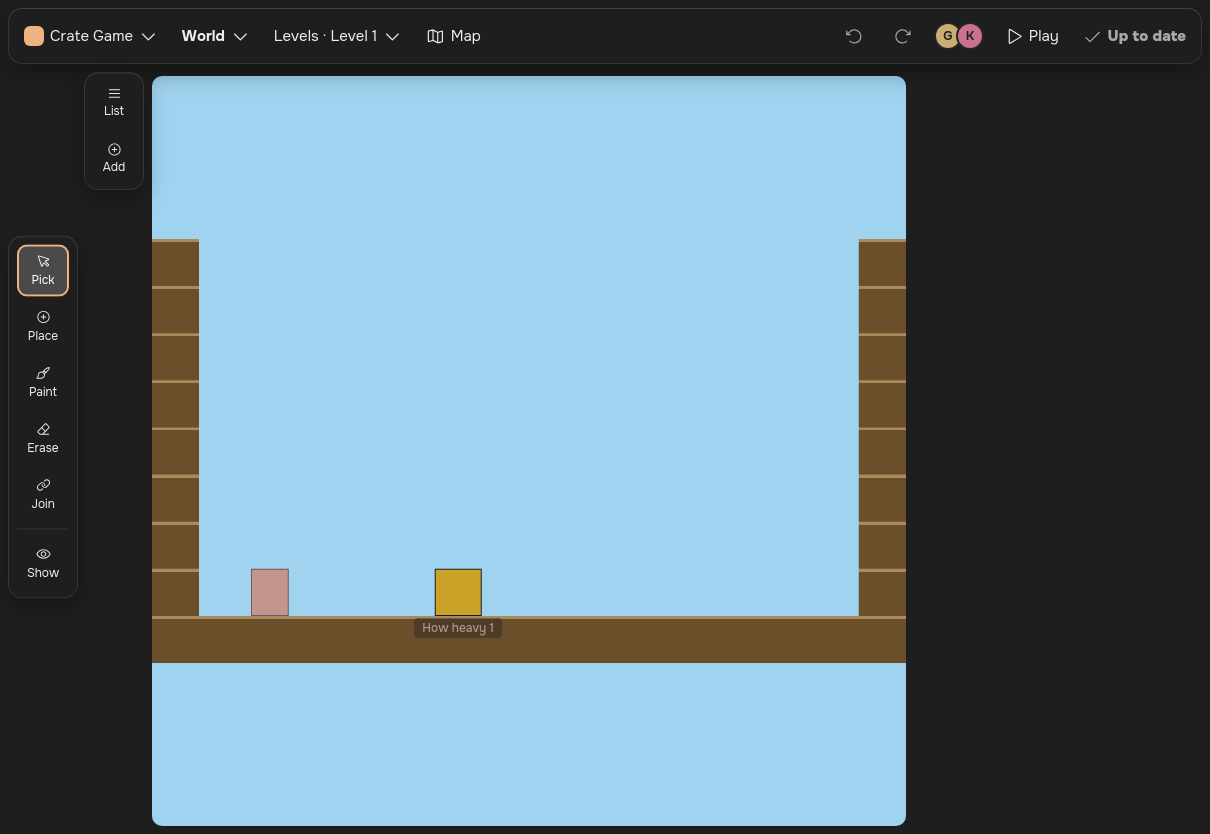 Crate Game
World
Levels · Level 1
Map
G
K
Play
Up to date
List
Add
Pick
Place
Paint
Erase
Join
Show
How heavy 1